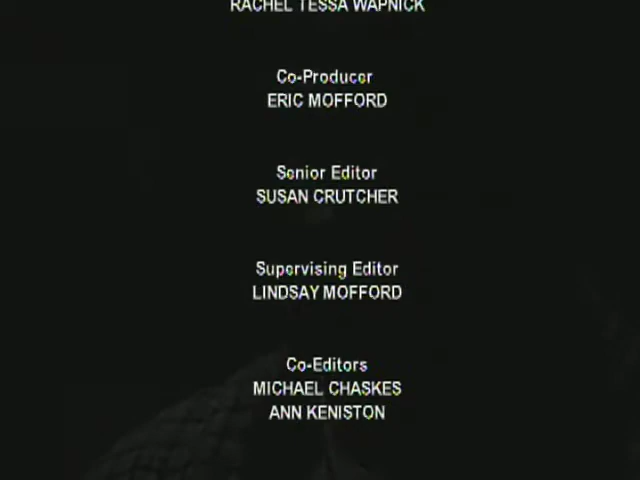 RACHEL TESSA WAPNICK
Co-Producer
ERIC MOFFORD
Senior Editor
SUSAN CRUTCHER
Supervising Editor
LINDSAY MOFFORD
Co-Editors
MICHAEL CHASKES
ANN KENISTON